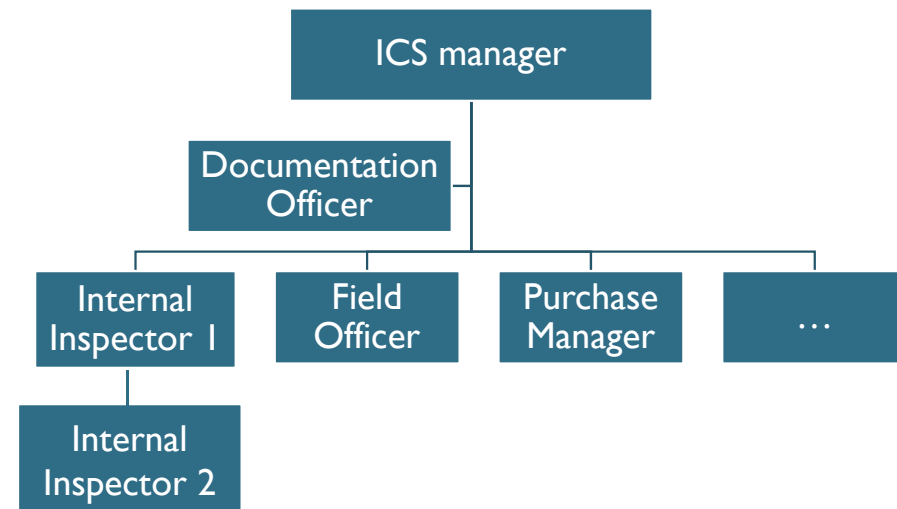 ICS manager
Documentation
Officer
Internal
Inspector 1
Field
Officer
Purchase
Manager
…
Internal
Inspector 2